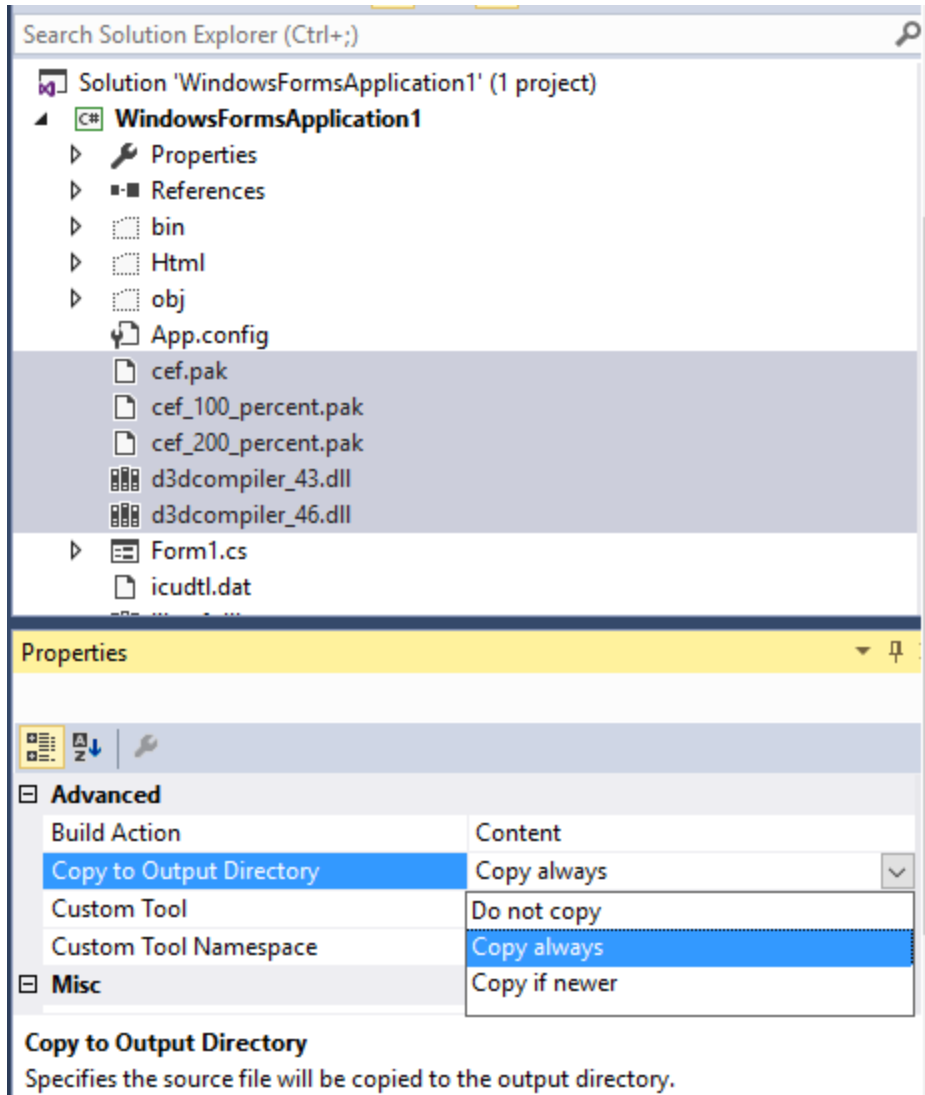 Search Solution Explorer (Ctrl+;)
Solution 'WindowsFormsApplication1' (1 project)
C# WindowsFormsApplication1
Properties
References
bin
Html
obj
App.config
cef.pak
cef_100_percent.pak
cef_200_percent.pak
d3dcompiler_43.dll
d3dcompiler_46.dll
Form1.cs
icudtl.dat
Properties
Advanced
Build Action Content
Copy to Output Directory Copy always
Custom Tool Do not copy
Custom Tool Namespace Copy always
Misc Copy if newer
Copy to Output Directory
Specifies the source file will be copied to the output directory.